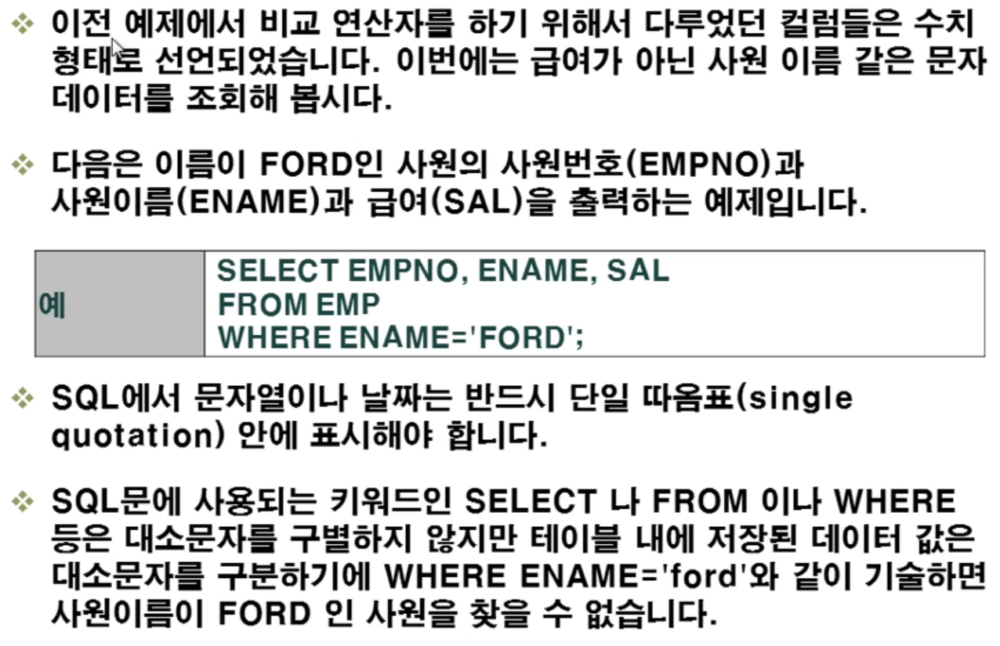 ❖ 이전 예제에서 비교 연산자를 하기 위해서 다루었던 컬럼들은 수치
형태로 선언되었습니다. 이번에는 급여가 아닌 사원 이름 같은 문자
데이터를 조회해 봅시다.
❖ 다음은 이름이 FORD인 사원의 사원번호(EMPNO)과
사원이름(ENAME)과 급여(SAL)을 출력하는 예제입니다.
예
SELECT EMPNO, ENAME, SAL
FROM EMP
WHERE ENAME='FORD';
❖ SQL에서 문자열이나 날짜는 반드시 단일 따옴표(single
quotation) 안에 표시해야 합니다.
❖ SQL문에 사용되는 키워드인 SELECT 나 FROM 이나 WHERE
등은 대소문자를 구별하지 않지만 테이블 내에 저장된 데이터 값은
대소문자를 구분하기에 WHERE ENAME='ford'와 같이 기술하면
사원이름이 FORD 인 사원을 찾을 수 없습니다.